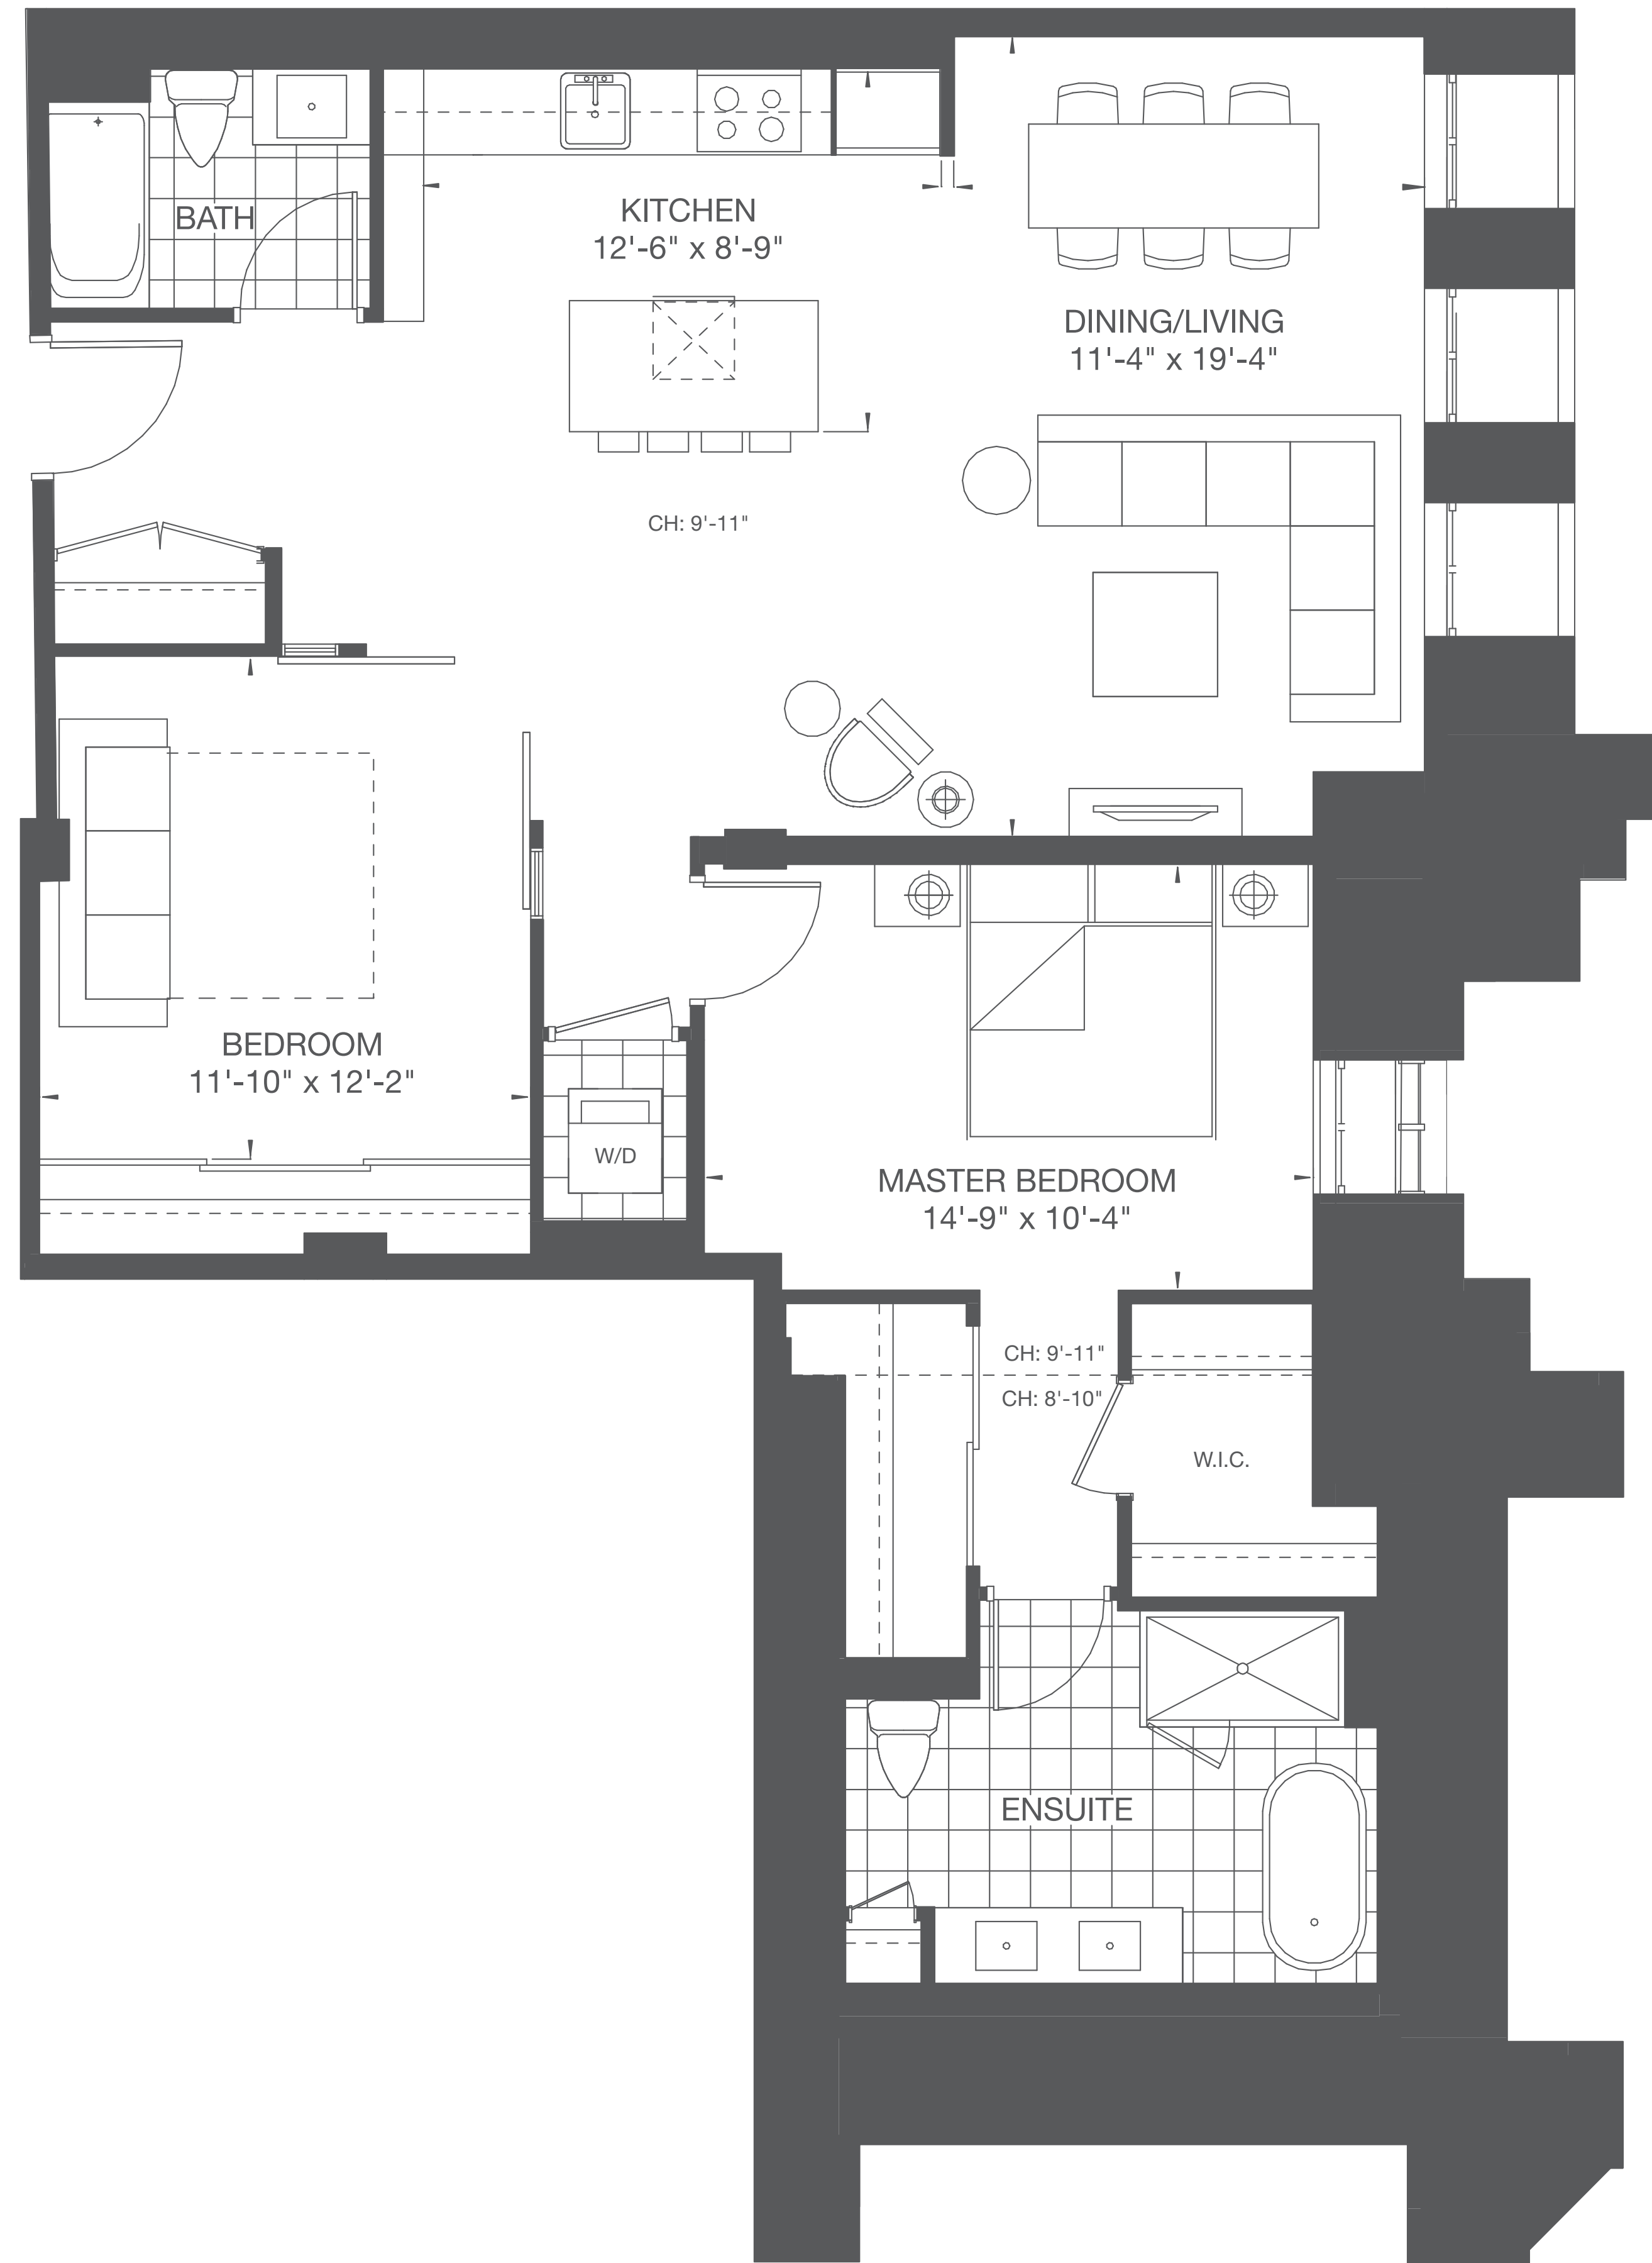 BATH
KITCHEN
12'-6" x 8'-9"
DINING/LIVING
11'-4" x 19'-4"
CH: 9'-11"
BEDROOM
11'-10" x 12'-2"
W/D
MASTER BEDROOM
14'-9" x 10'-4"
CH: 9'-11"
CH: 8'-10"
W.I.C.
ENSUITE